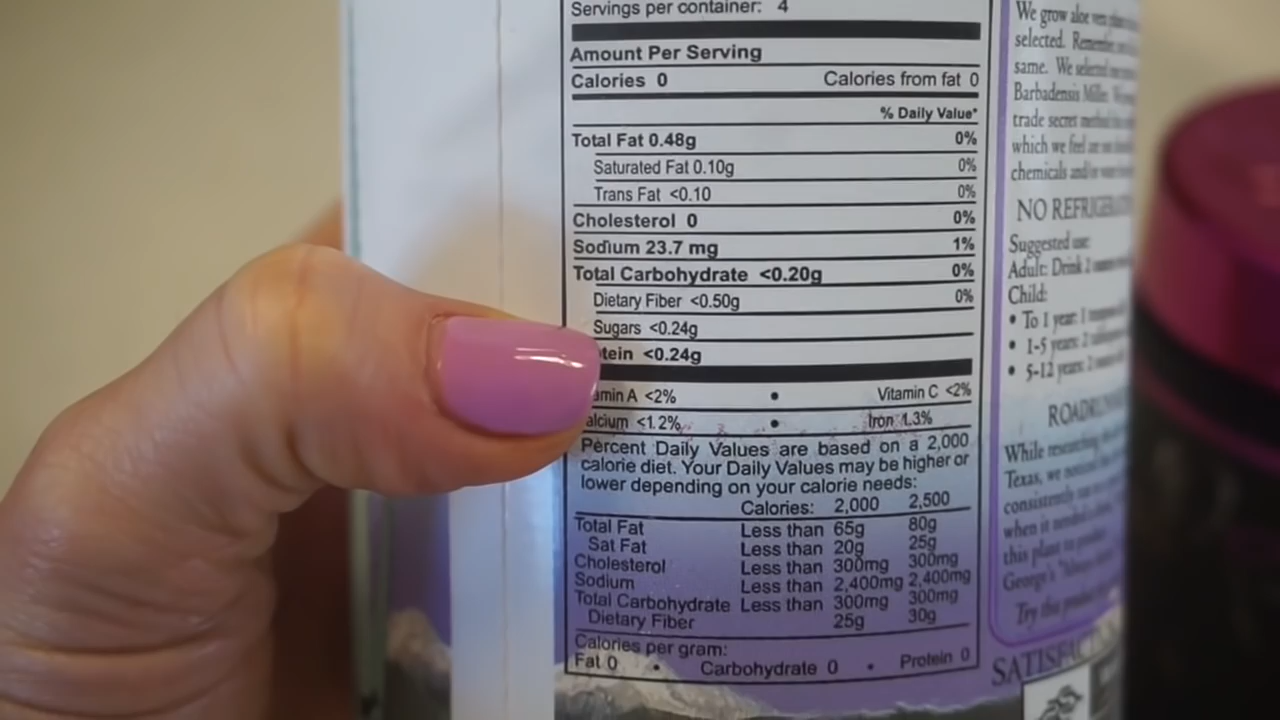 Servings per container: 4
Amount Per Serving
Calories 0 Calories from fat 0
% Daily Value*
Total Fat 0.48g 0%
Saturated Fat 0.10g 0%
Trans Fat <0.10 0%
Cholesterol 0 0%
Sodium 23.7 mg 1%
Total Carbohydrate <0.20g 0%
Dietary Fiber <0.50g 0%
Sugars <0.24g
tein <0.24g
amin A <2% • Vitamin C <2%
alcium <1.2% • Iron 1.3%
Percent Daily Values are based on a 2,000
calorie diet. Your Daily Values may be higher or
lower depending on your calorie needs:
Calories: 2,000 2,500
Total Fat Less than 65g 80g
Sat Fat Less than 20g 25g
Cholesterol Less than 300mg 300mg
Sodium Less than 2,400mg 2,400mg
Total Carbohydrate Less than 300mg 300mg
Dietary Fiber 25g 30g
Calories per gram:
Fat 0 • Carbohydrate 0 • Protein 0
We grow aloe
selected.
same. We selected
Barbadensis Miller.
trade secret
which we feel
chemicals
NO
Suggested use:
Adult: Drink 2
Child:
• To 1 year: 1
• 1-5 years: 2
• 5-12 years: 2
While
Texas, we
consistently
when it
this plant to
George's
Try the